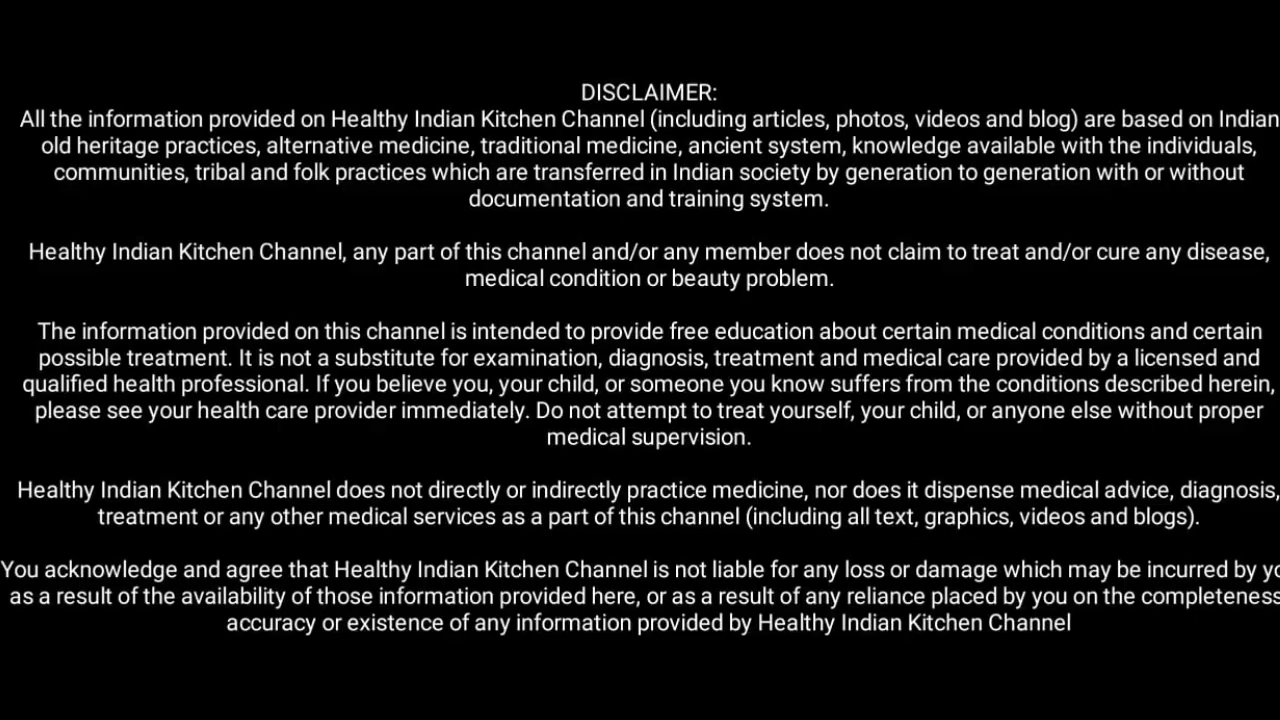 DISCLAIMER:
All the information provided on Healthy Indian Kitchen Channel (including articles, photos, videos and blog) are based on Indian
old heritage practices, alternative medicine, traditional medicine, ancient system, knowledge available with the individuals,
communities, tribal and folk practices which are transferred in Indian society by generation to generation with or without
documentation and training system.
Healthy Indian Kitchen Channel, any part of this channel and/or any member does not claim to treat and/or cure any disease,
medical condition or beauty problem.
The information provided on this channel is intended to provide free education about certain medical conditions and certain
possible treatment. It is not a substitute for examination, diagnosis, treatment and medical care provided by a licensed and
qualified health professional. If you believe you, your child, or someone you know suffers from the conditions described herein,
please see your health care provider immediately. Do not attempt to treat yourself, your child, or anyone else without proper
medical supervision.
Healthy Indian Kitchen Channel does not directly or indirectly practice medicine, nor does it dispense medical advice, diagnosis,
treatment or any other medical services as a part of this channel (including all text, graphics, videos and blogs).
You acknowledge and agree that Healthy Indian Kitchen Channel is not liable for any loss or damage which may be incurred by
as a result of the availability of those information provided here, or as a result of any reliance placed by you on the completeness
accuracy or existence of any information provided by Healthy Indian Kitchen Channel